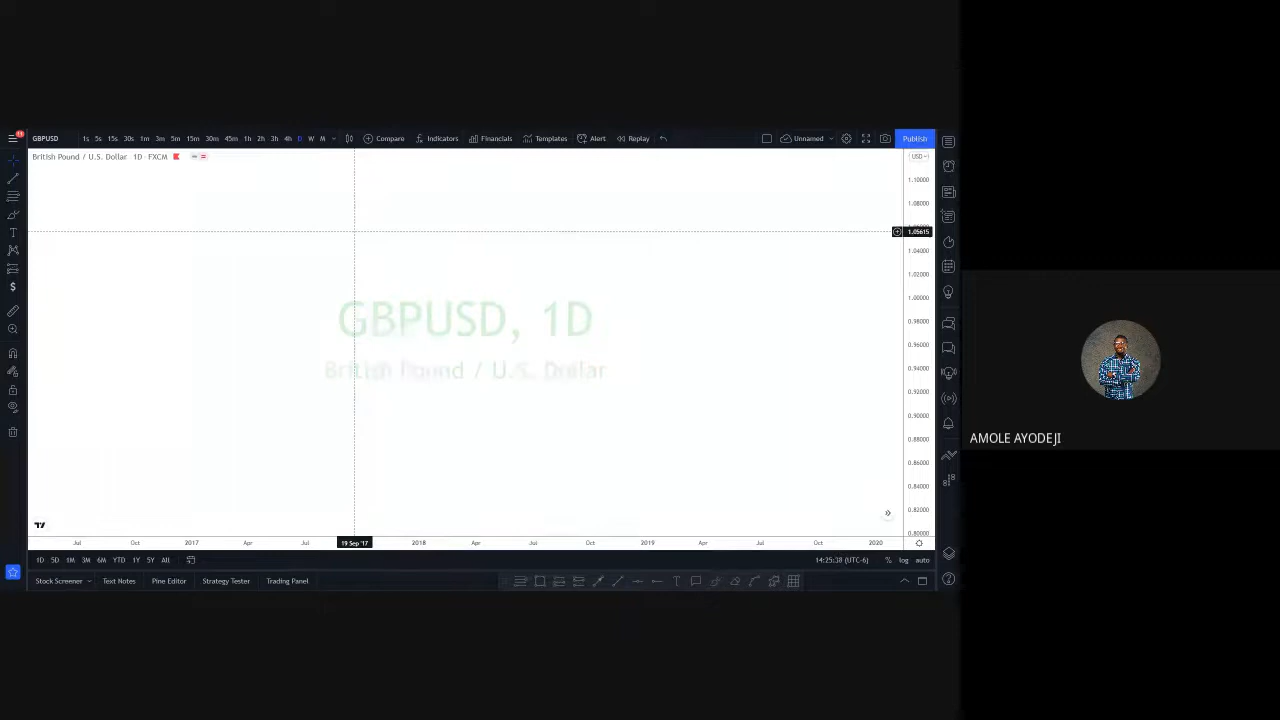 11
GBPUSD 1s 5s 15s 30s 1m 3m 5m 15m 30m 45m 1h 2h 3h 4h D W M Compare Indicators Financials Templates Alert Replay Unnamed Publish
British Pound / U.S. Dollar 1D FXCM
USD
1.10000
1.08000
1.05615
1.04000
1.02000
1.00000
GBPUSD, 1D
0.98000
0.96000
British Pound / U.S. Dollar
0.94000
0.92000
0.90000
0.88000
0.86000
0.84000
0.82000
0.80000
AMOLE AYODEJI
Jul Oct 2017 Apr Jul 19 Sep '17 2018 Apr Jul Oct 2019 Apr Jul Oct 2020
1D 5D 1M 3M 6M YTD 1Y 5Y All 14:25:38 (UTC-6) % log auto
Stock Screener Text Notes Pine Editor Strategy Tester Trading Panel